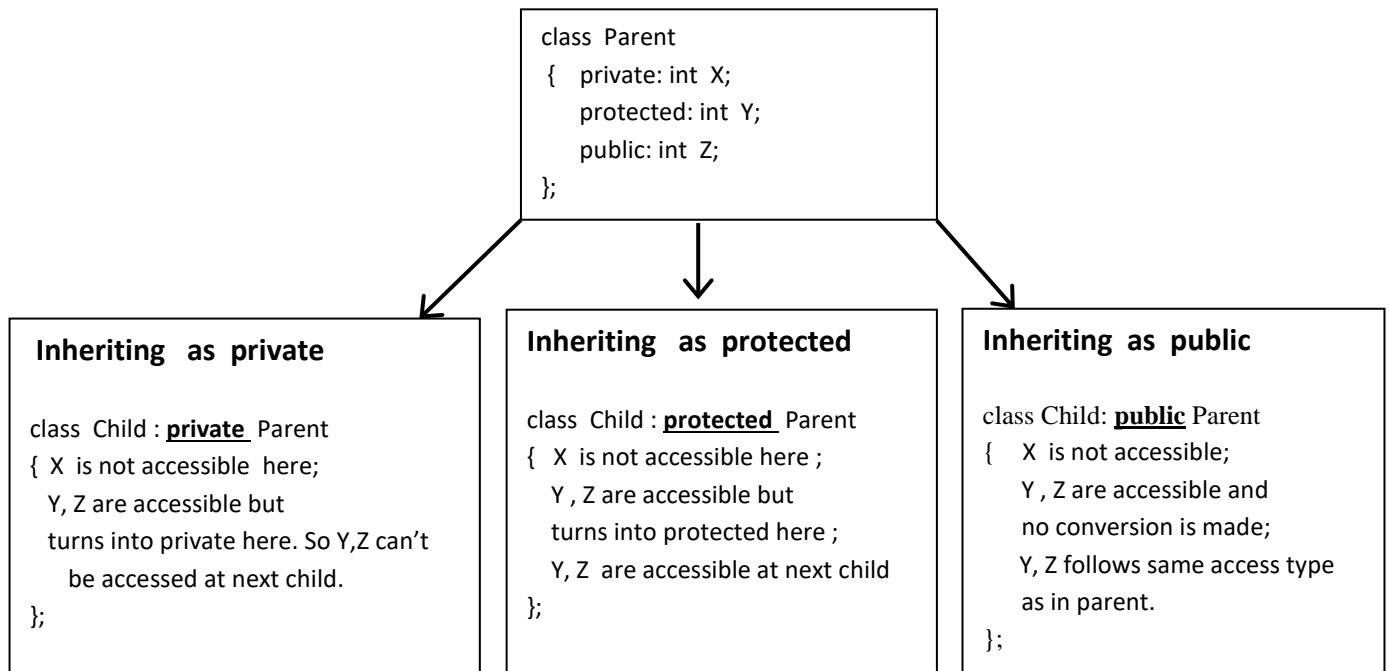 class Parent
{ private: int X;
protected: int Y;
public: int Z;
};
Inheriting as private
class Child : private Parent
{ X is not accessible here;
Y, Z are accessible but
turns into private here. So Y,Z can’t
be accessed at next child.
};
Inheriting as protected
class Child : protected Parent
{ X is not accessible here ;
Y , Z are accessible but
turns into protected here ;
Y, Z are accessible at next child
};
Inheriting as public
class Child: public Parent
{ X is not accessible;
Y , Z are accessible and
no conversion is made;
Y, Z follows same access type
as in parent.
};